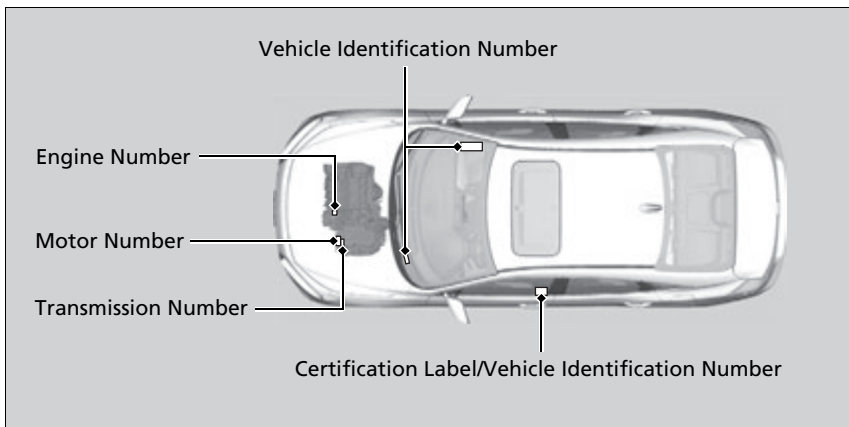 Vehicle Identification Number
Engine Number
Motor Number
Transmission Number
Certification Label/Vehicle Identification Number